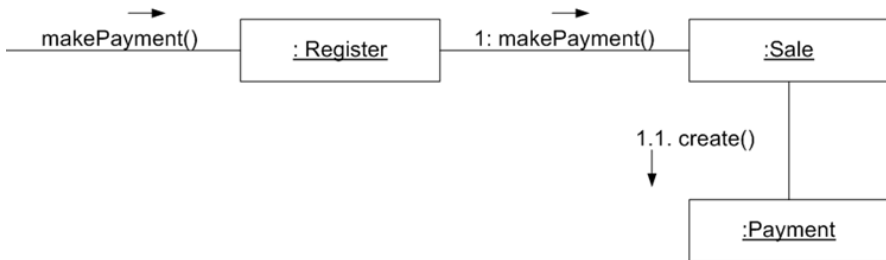 makePayment()
: Register
1: makePayment()
:Sale
1.1. create()
:Payment